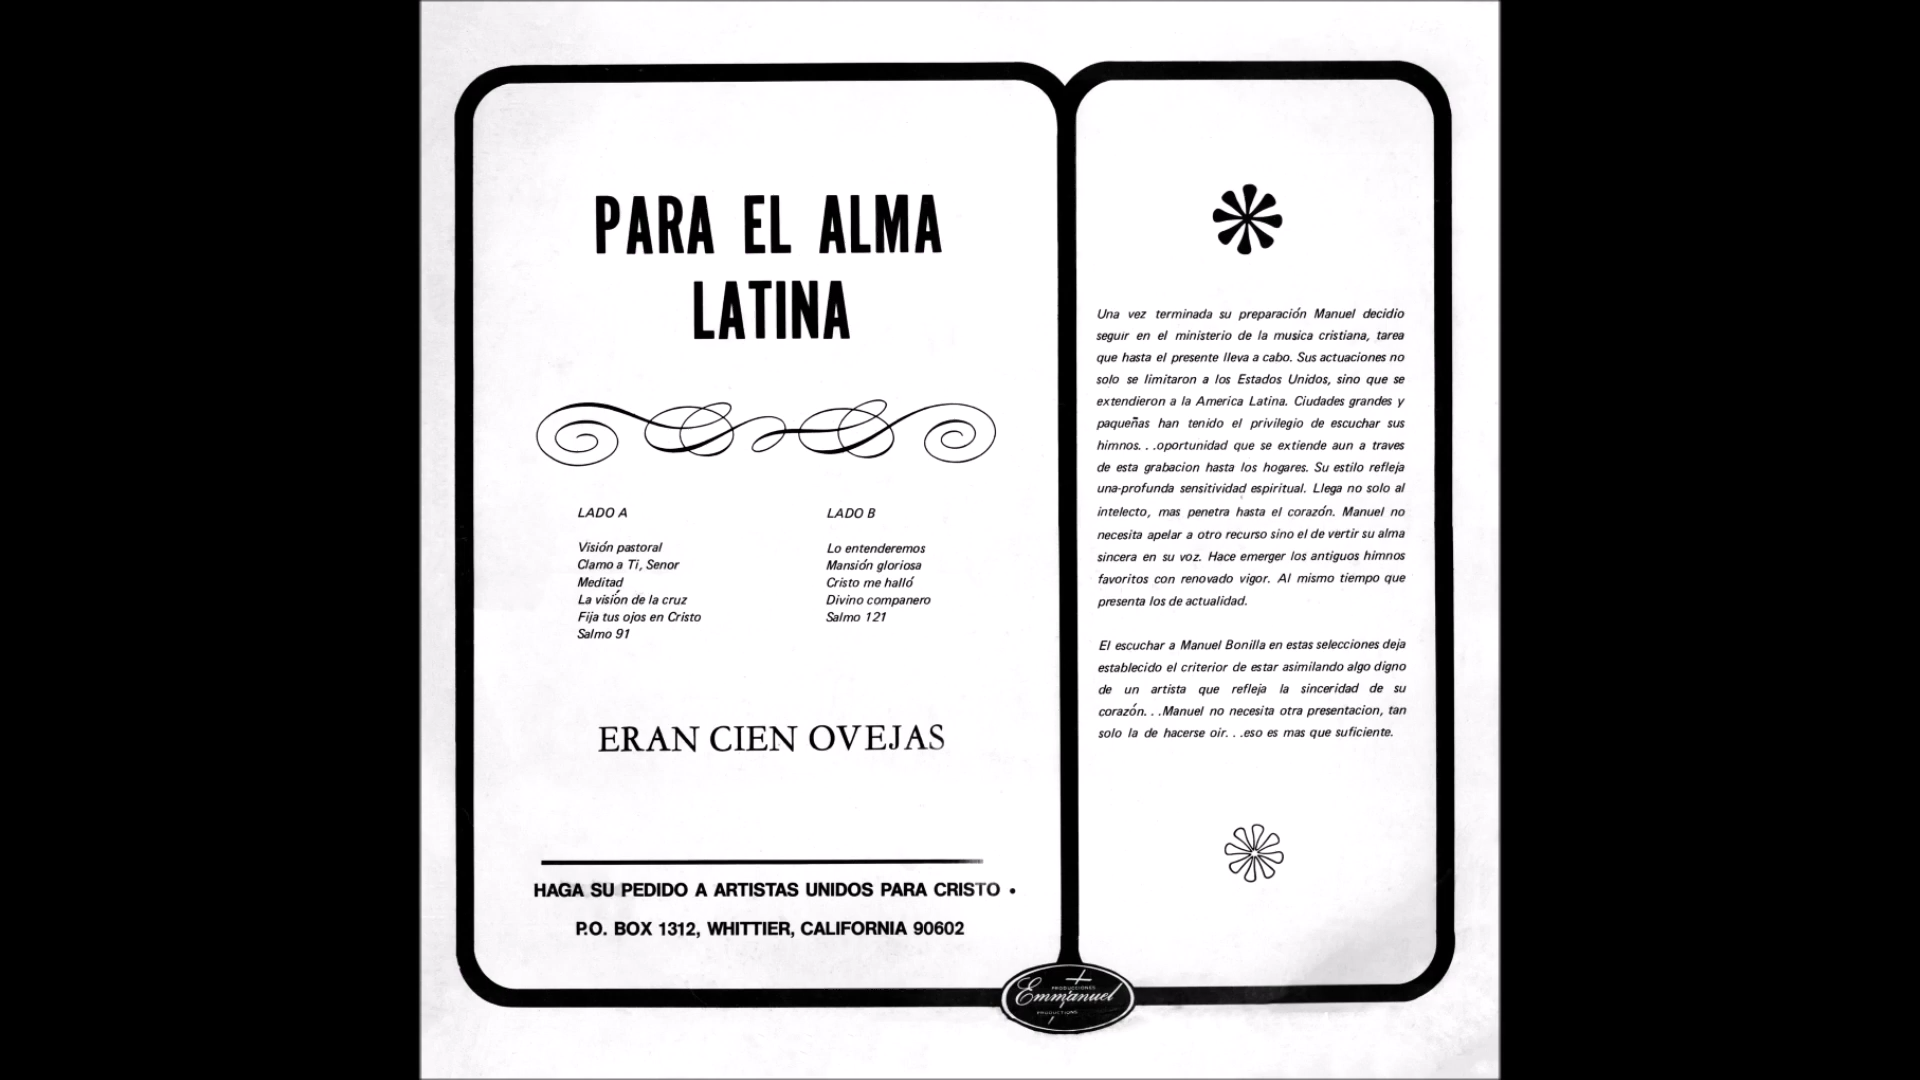 PARA EL ALMA
LATINA
LADO A
Visión pastoral
Clamo a Ti, Senor
Meditad
La visión de la cruz
Fija tus ojos en Cristo
Salmo 91
LADO B
Lo entenderemos
Mansión gloriosa
Cristo me halló
Divino companero
Salmo 121
ERAN CIEN OVEJAS
HAGA SU PEDIDO A ARTISTAS UNIDOS PARA CRISTO •
P.O. BOX 1312, WHITTIER, CALIFORNIA 90602
Una vez terminada su preparación Manuel decidio
seguir en el ministerio de la musica cristiana, tarea
que hasta el presente lleva a cabo. Sus actuaciones no
solo se limitaron a los Estados Unidos, sino que se
extendieron a la America Latina. Ciudades grandes y
paqueñas han tenido el privilegio de escuchar sus
himnos. . .oportunidad que se extiende aun a traves
de esta grabacion hasta los hogares. Su estilo refleja
una-profunda sensitividad espiritual. Llega no solo al
intelecto, mas penetra hasta el corazón. Manuel no
necesita apelar a otro recurso sino el de vertir su alma
sincera en su voz. Hace emerger los antiguos himnos
favoritos con renovado vigor. Al mismo tiempo que
presenta los de actualidad.
El escuchar a Manuel Bonilla en estas selecciones deja
establecido el criterior de estar asimilando algo digno
de un artista que refleja la sinceridad de su
corazón. . .Manuel no necesita otra presentacion, tan
solo la de hacerse oir. . .eso es mas que suficiente.
PRODUCCIONES
Emmanuel
PRODUCTIONS